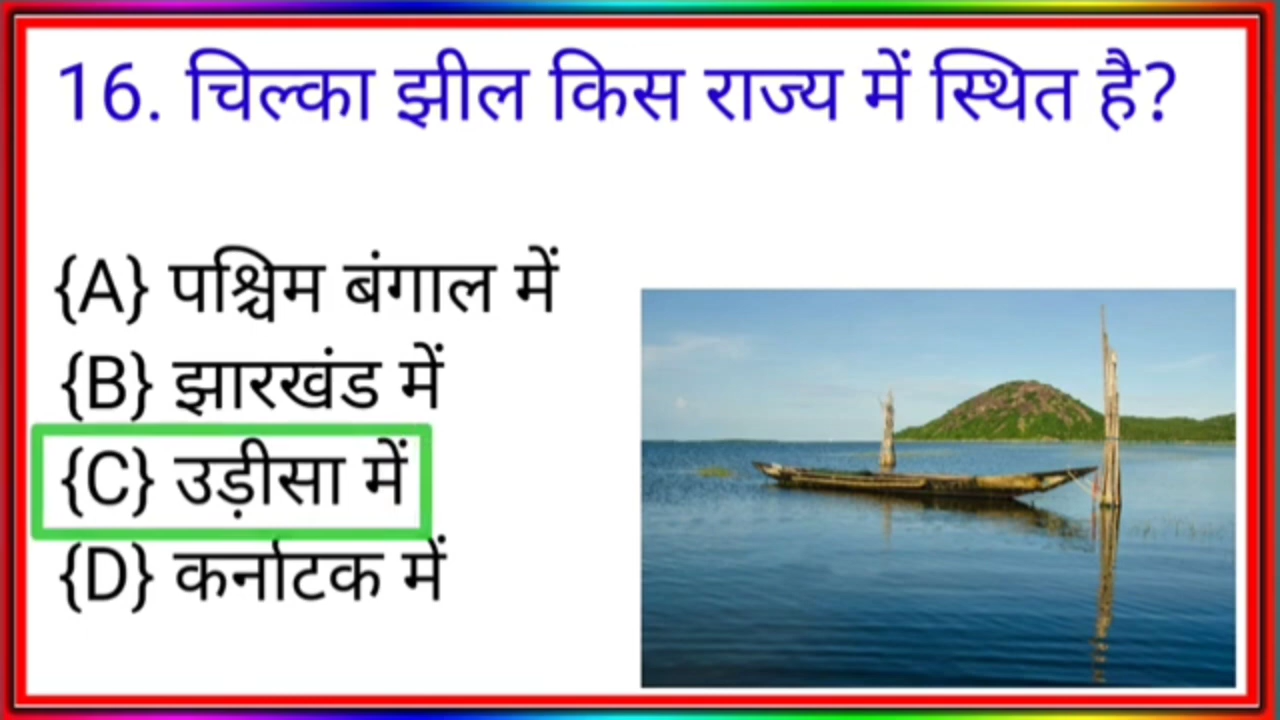 16. चिल्का झील किस राज्य में स्थित है?
{A} पश्चिम बंगाल में
{B} झारखंड में
{C} उड़ीसा में
{D} कर्नाटक में